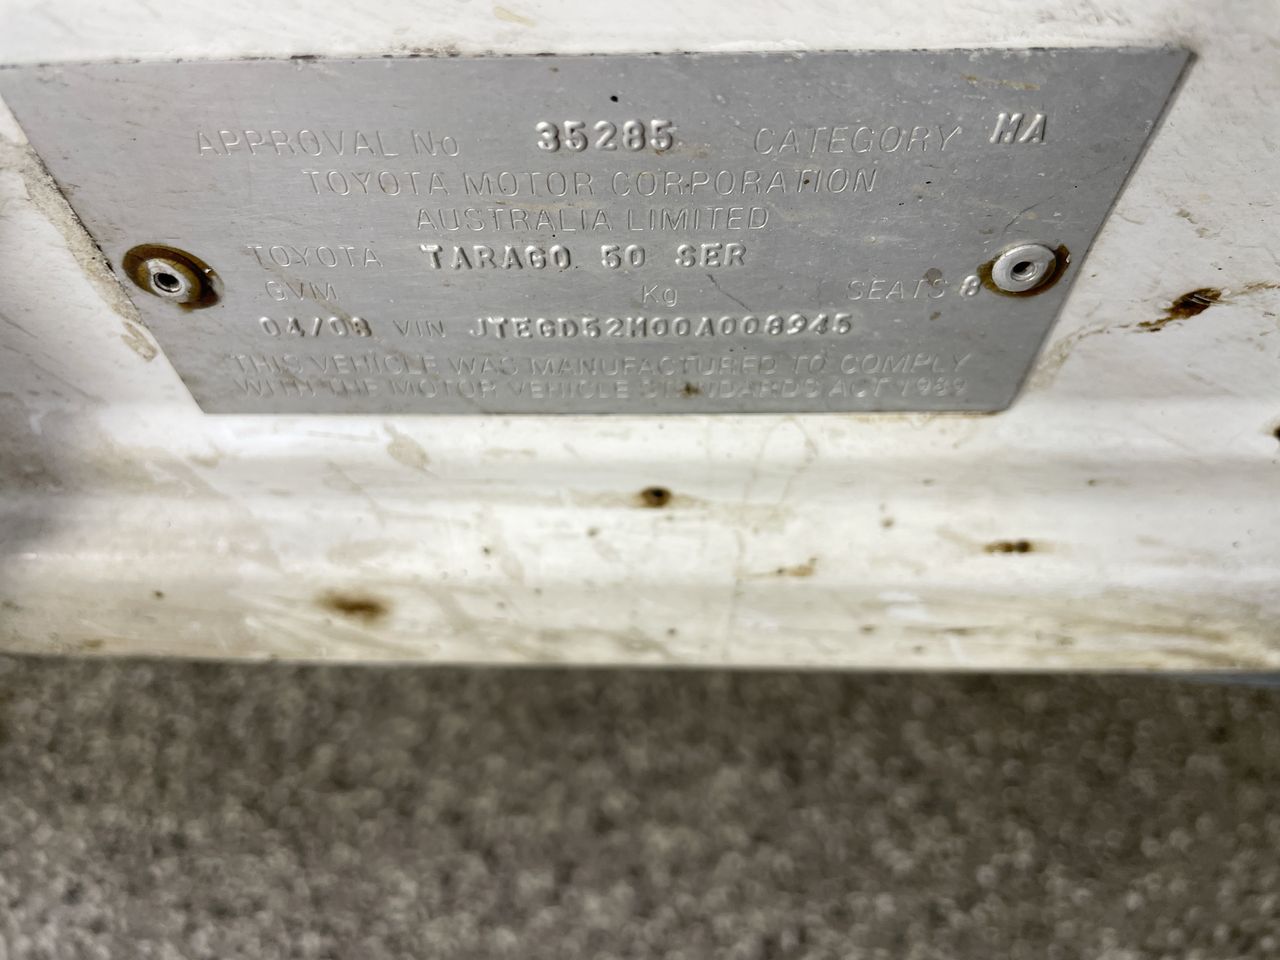 APPROVAL No 35285 CATEGORY MA
TOYOTA MOTOR CORPORATION
AUSTRALIA LIMITED
TOYOTA TARAGO 50 SER
GVM Kg SEATS 8
04/08 VIN JTEGD52M00A008945
THIS VEHICLE WAS MANUFACTURED TO COMPLY
WITH THE MOTOR VEHICLE STANDARDS ACT 1989